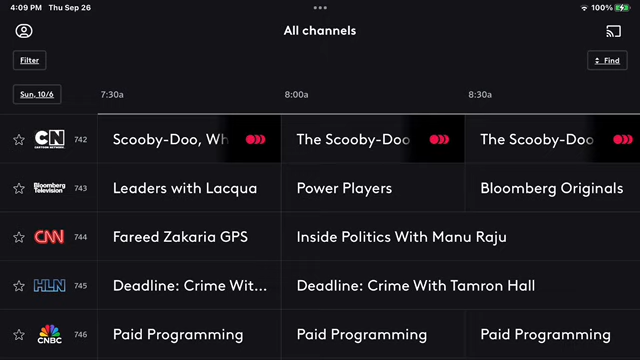 4:09 PM Thu Sep 26
100%
All channels
Filter
Find
Sun, 10/6 7:30a 8:00a 8:30a
CN CARTOON NETWORK 742 Scooby-Doo, Wh The Scooby-Doo The Scooby-Doo
Bloomberg Television 743 Leaders with Lacqua Power Players Bloomberg Originals
CNN 744 Fareed Zakaria GPS Inside Politics With Manu Raju
HLN 745 Deadline: Crime Wit... Deadline: Crime With Tamron Hall
CNBC 746 Paid Programming Paid Programming Paid Programming